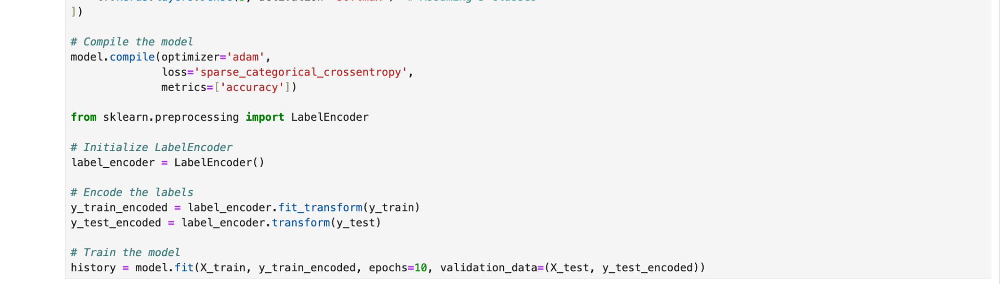 ])
# Compile the model
model.compile(optimizer='adam',
              loss='sparse_categorical_crossentropy',
              metrics=['accuracy'])
from sklearn.preprocessing import LabelEncoder
# Initialize LabelEncoder
label_encoder = LabelEncoder()
# Encode the labels
y_train_encoded = label_encoder.fit_transform(y_train)
y_test_encoded = label_encoder.transform(y_test)
# Train the model
history = model.fit(X_train, y_train_encoded, epochs=10, validation_data=(X_test, y_test_encoded))